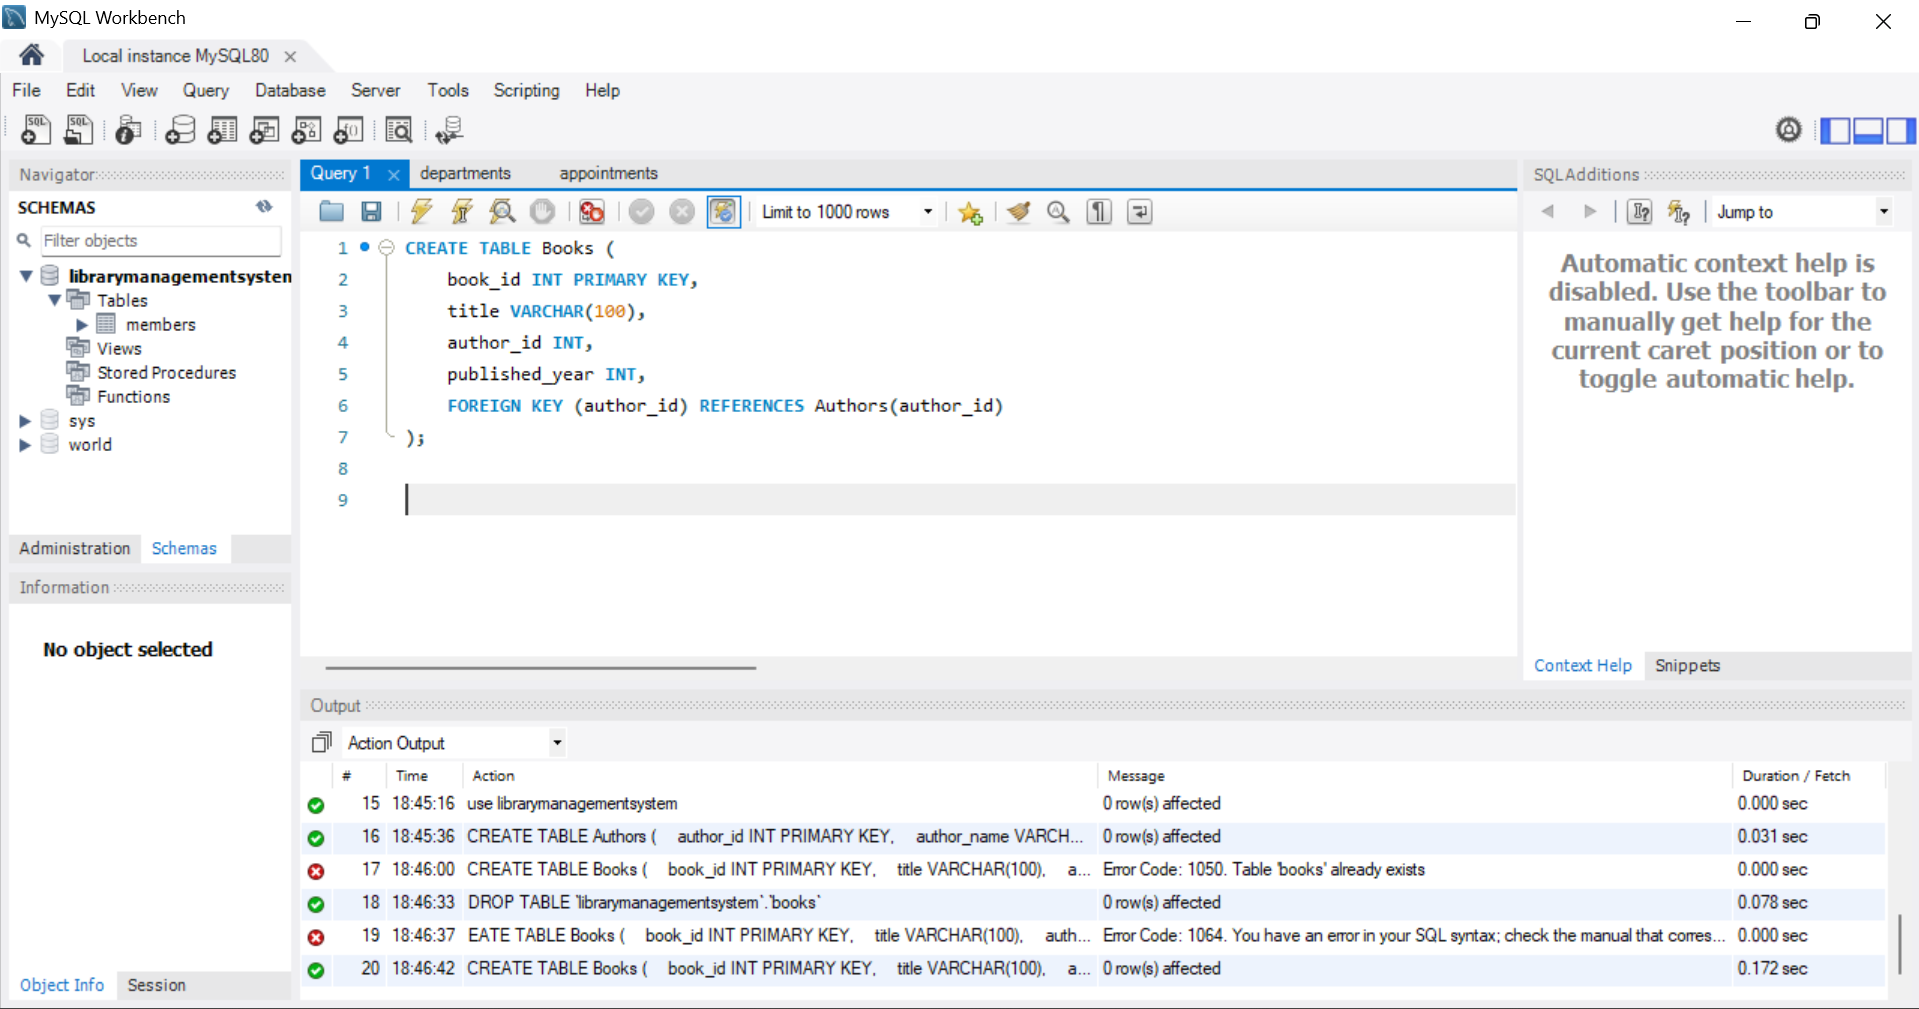 MySQL Workbench
Local instance MySQL80
File Edit View Query Database Server Tools Scripting Help
Navigator
SCHEMAS
Filter objects
librarymanagementsysten
Tables
members
Views
Stored Procedures
Functions
sys
world
Administration Schemas
Information
No object selected
Object Info Session
Query 1 departments appointments
Limit to 1000 rows
1 CREATE TABLE Books (
2 book_id INT PRIMARY KEY,
3 title VARCHAR(100),
4 author_id INT,
5 published_year INT,
6 FOREIGN KEY (author_id) REFERENCES Authors(author_id)
7 );
8
9
SQLAdditions
Jump to
Automatic context help is
disabled. Use the toolbar to
manually get help for the
current caret position or to
toggle automatic help.
Context Help Snippets
Output
Action Output
# Time Action Message Duration / Fetch
15 18:45:16 use librarymanagementsystem 0 row(s) affected 0.000 sec
16 18:45:36 CREATE TABLE Authors ( author_id INT PRIMARY KEY, author_name VARCH... 0 row(s) affected 0.031 sec
17 18:46:00 CREATE TABLE Books ( book_id INT PRIMARY KEY, title VARCHAR(100), a... Error Code: 1050. Table 'books' already exists 0.000 sec
18 18:46:33 DROP TABLE `librarymanagementsystem`.`books` 0 row(s) affected 0.078 sec
19 18:46:37 EATE TABLE Books ( book_id INT PRIMARY KEY, title VARCHAR(100), auth... Error Code: 1064. You have an error in your SQL syntax; check the manual that corres... 0.000 sec
20 18:46:42 CREATE TABLE Books ( book_id INT PRIMARY KEY, title VARCHAR(100), a... 0 row(s) affected 0.172 sec